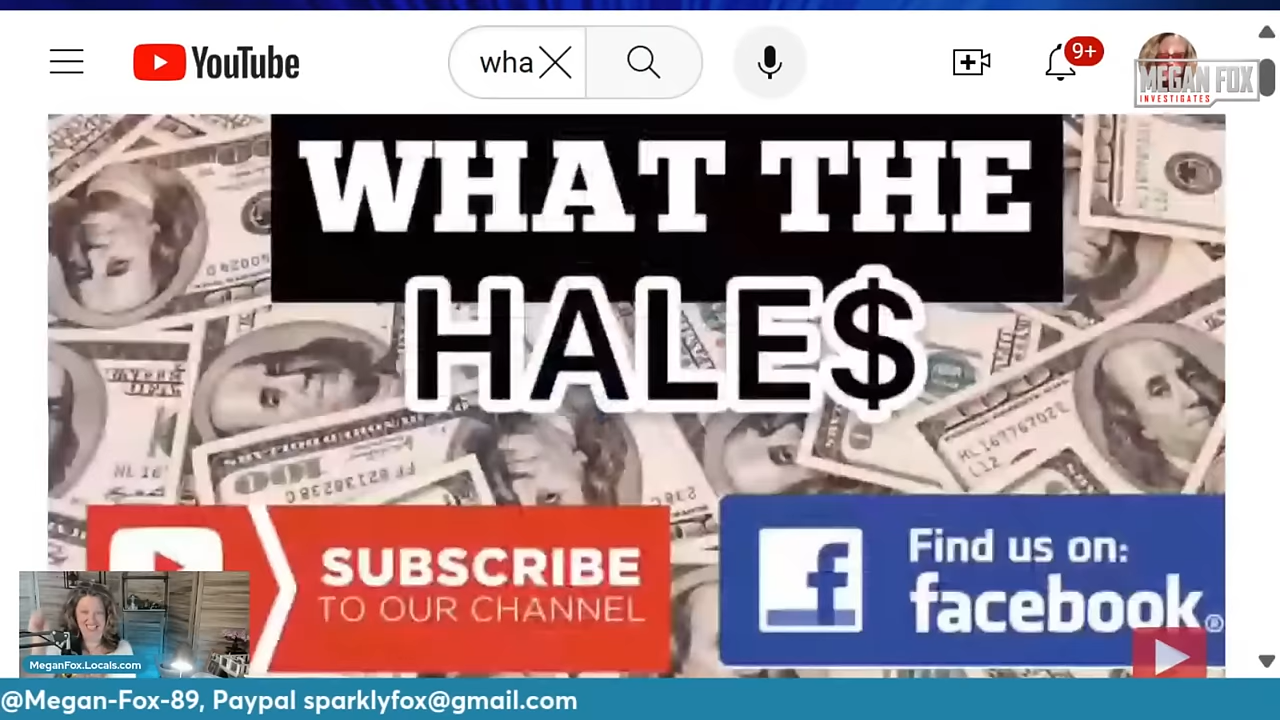 YouTube
wha
9+
MEGAN FOX
INVESTIGATES
WHAT THE
HALE$
SUBSCRIBE
TO OUR CHANNEL
Find us on:
facebook®
MeganFox.Locals.com
@Megan-Fox-89, Paypal sparklyfox@gmail.com